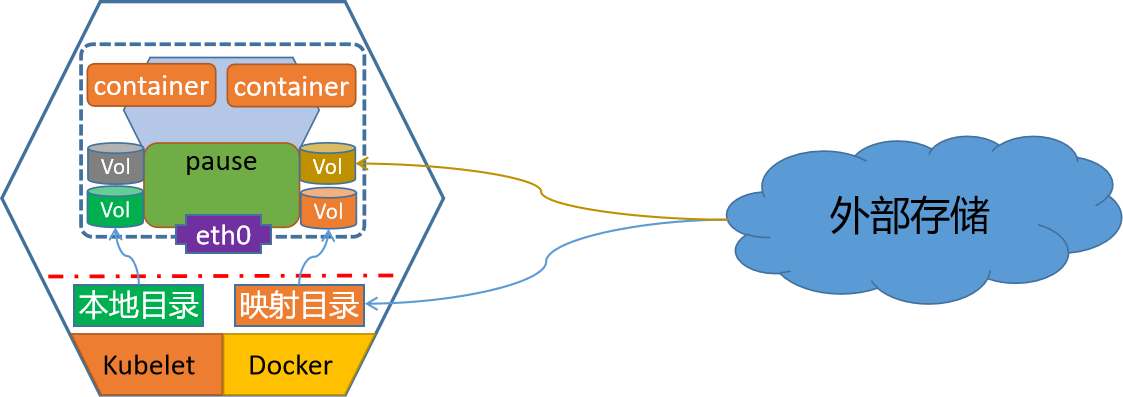 container
container
pause
Vol
Vol
Vol
Vol
eth0
本地目录
映射目录
Kubelet
Docker
外部存储